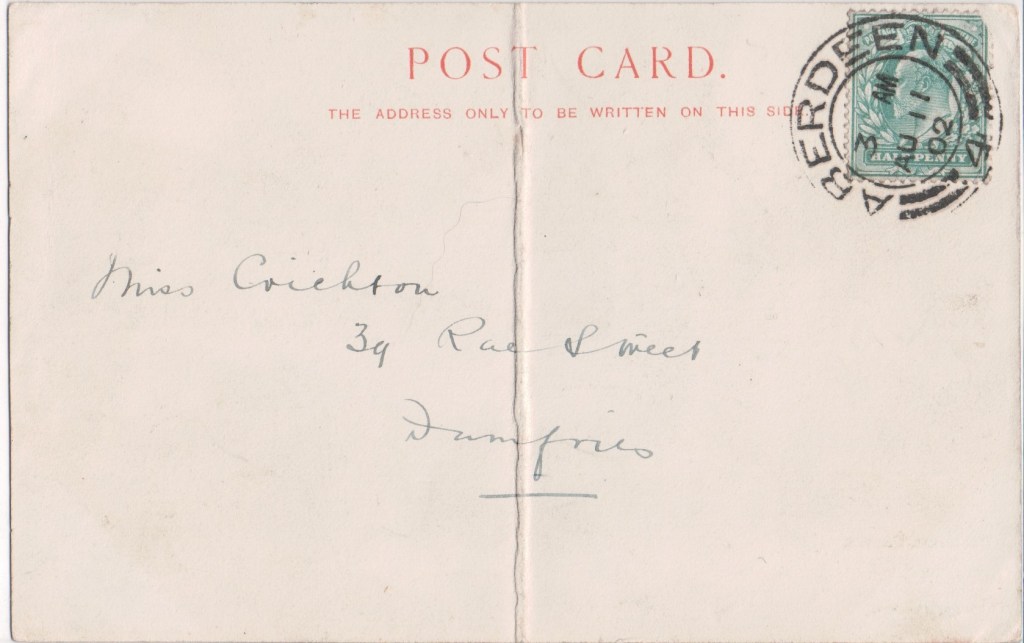 POST CARD.
THE ADDRESS ONLY TO BE WRITTEN ON THIS SIDE.
ABERDEEN
3 AM
AU 11
02
4
HALFPENNY
Miss Crichton
39 Rae Street
Dumfries